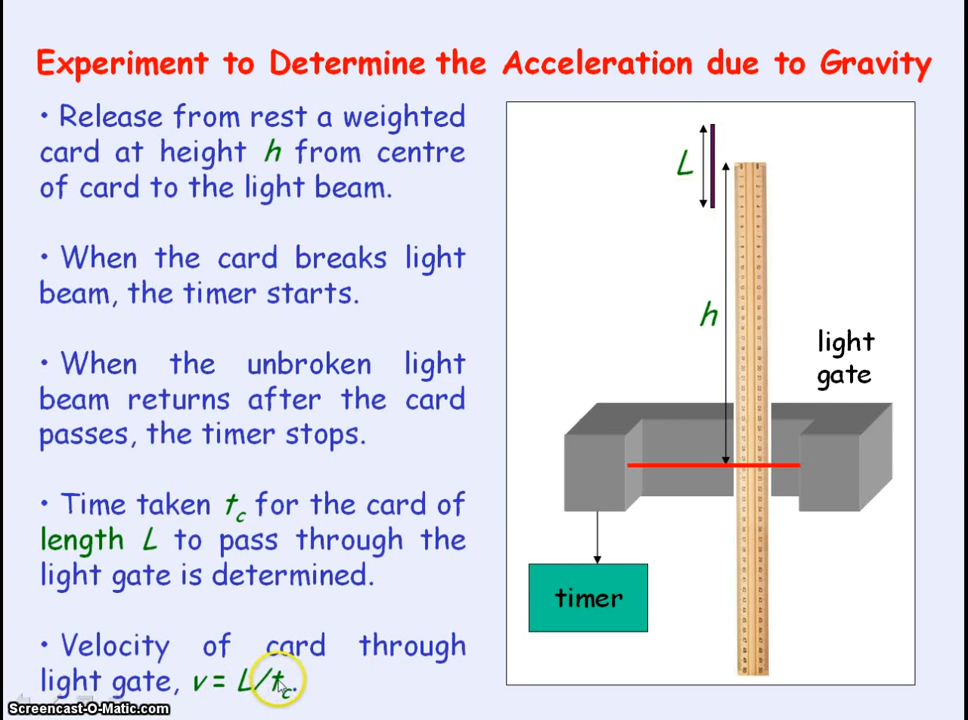 Experiment to Determine the Acceleration due to Gravity
• Release from rest a weighted
card at height h from centre
of card to the light beam.
• When the card breaks light
beam, the timer starts.
• When the unbroken light
beam returns after the card
passes, the timer stops.
• Time taken tc for the card of
length L to pass through the
light gate is determined.
• Velocity of card through
light gate, v = L/tc.
L
h
light
gate
timer
Screencast-O-Matic.com